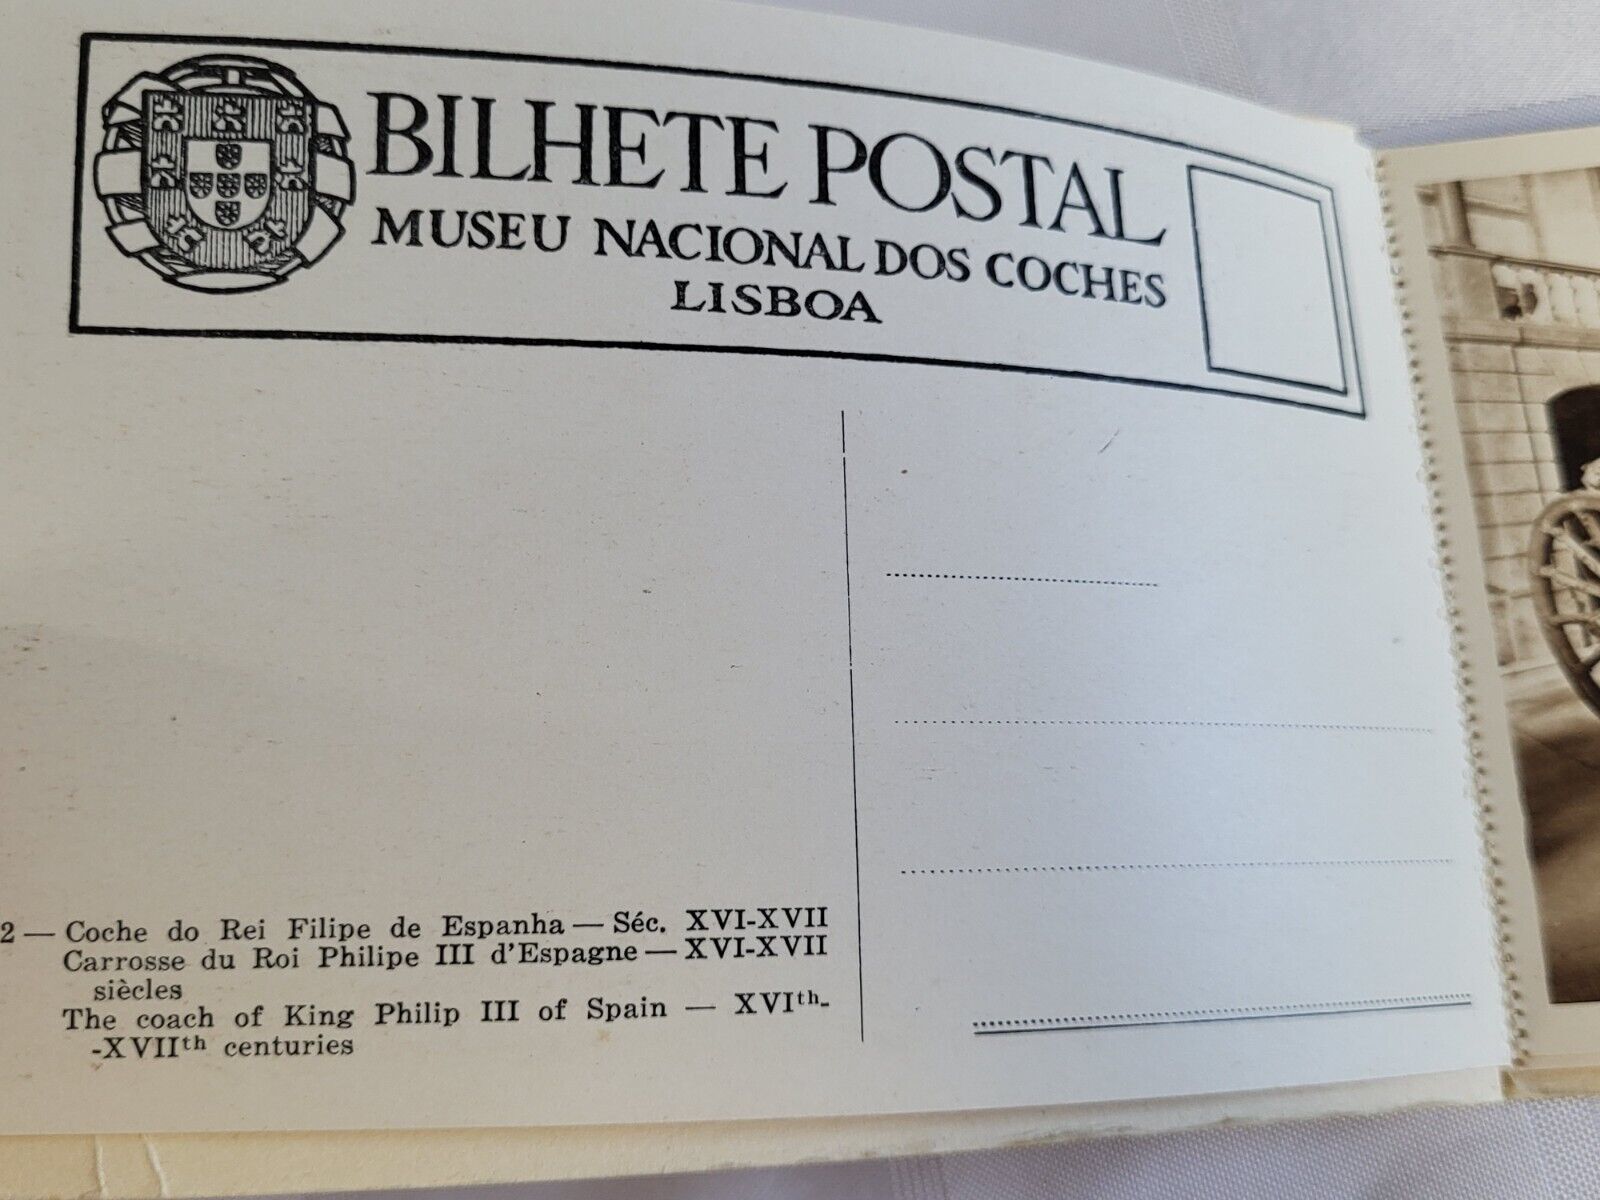 BILHETE POSTAL
MUSEU NACIONAL DOS COCHES
LISBOA
2 — Coche do Rei Filipe de Espanha — Séc. XVI-XVII
Carrosse du Roi Philipe III d'Espagne — XVI-XVII
siècles
The coach of King Philip III of Spain — XVIth-
-XVIIth centuries